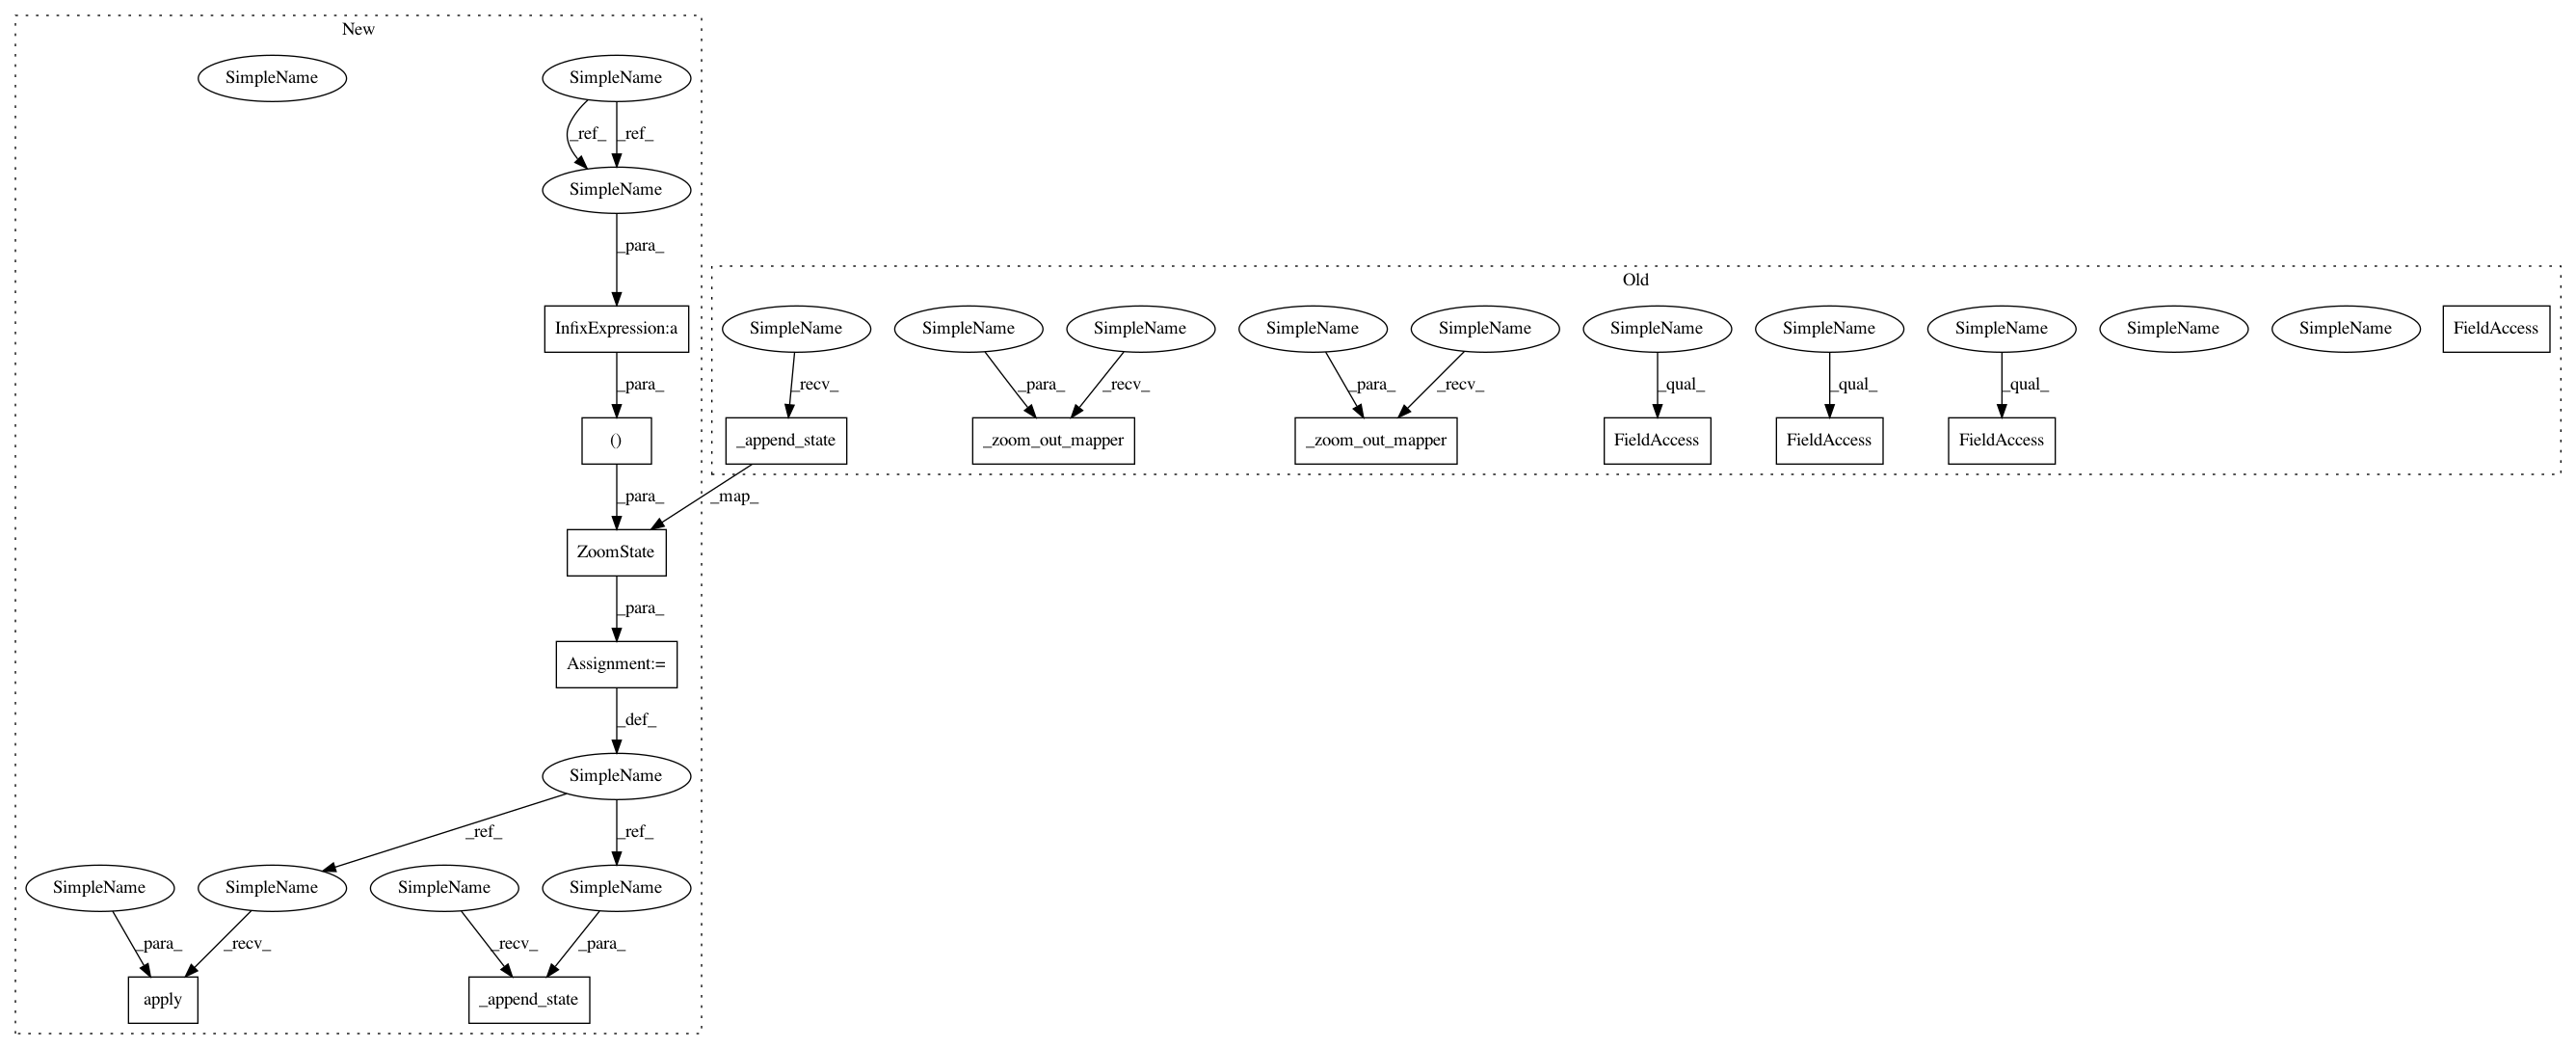 New
SimpleName
SimpleName
_ref_
_ref_
SimpleName
_para_
Old
InfixExpression:a
SimpleName
SimpleName
SimpleName
SimpleName
SimpleName
SimpleName
SimpleName
SimpleName
SimpleName
SimpleName
FieldAccess
_para_
_recv_
_para_
_recv_
_para_
_recv_
_qual_
_qual_
_qual_
()
_append_state
_zoom_out_mapper
_zoom_out_mapper
FieldAccess
FieldAccess
FieldAccess
_para_
_map_
ZoomState
_para_
Assignment:=
_def_
SimpleName
_ref_
_ref_
SimpleName
SimpleName
SimpleName
SimpleName
_para_
_recv_
_recv_
_para_
apply
_append_state